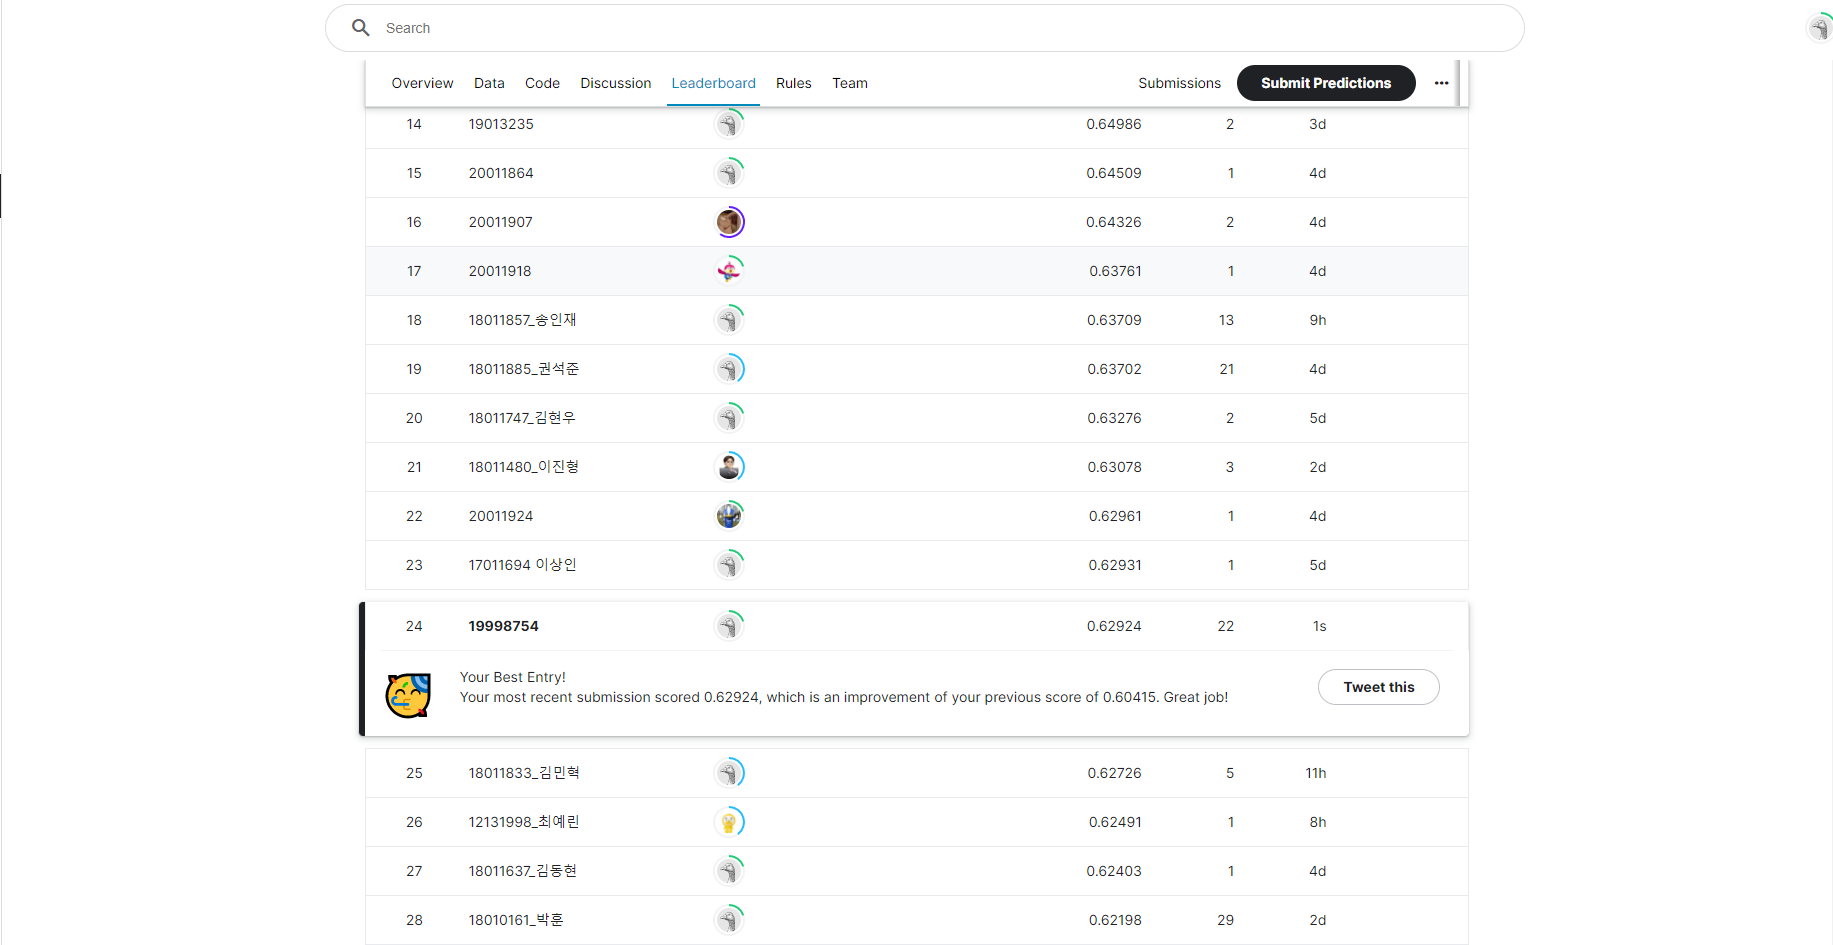 Search
Overview Data Code Discussion Leaderboard Rules Team Submissions Submit Predictions
14 19013235 0.64986 2 3d
15 20011864 0.64509 1 4d
16 20011907 0.64326 2 4d
17 20011918 0.63761 1 4d
18 18011857_송인재 0.63709 13 9h
19 18011885_권석준 0.63702 21 4d
20 18011747_김현우 0.63276 2 5d
21 18011480_이진형 0.63078 3 2d
22 20011924 0.62961 1 4d
23 17011694 이상인 0.62931 1 5d
24 19998754 0.62924 22 1s
Your Best Entry!
Your most recent submission scored 0.62924, which is an improvement of your previous score of 0.60415. Great job!
Tweet this
25 18011833_김민혁 0.62726 5 11h
26 12131998_최예린 0.62491 1 8h
27 18011637_김동현 0.62403 1 4d
28 18010161_박훈 0.62198 29 2d